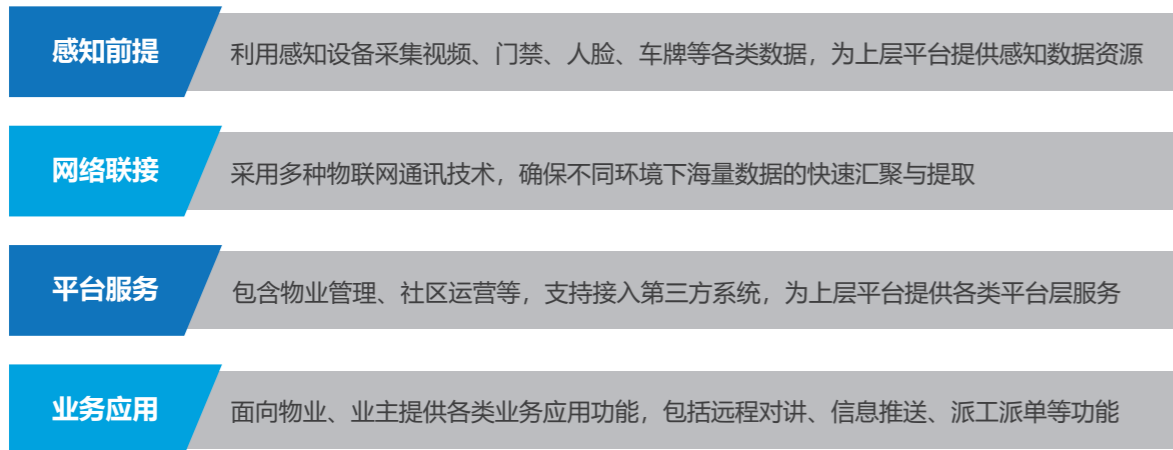 感知前提
利用感知设备采集视频、门禁、人脸、车牌等各类数据，为上层平台提供感知数据资源
网络联接
采用多种物联网通讯技术，确保不同环境下海量数据的快速汇聚与提取
平台服务
包含物业管理、社区运营等，支持接入第三方系统，为上层平台提供各类平台层服务
业务应用
面向物业、业主提供各类业务应用功能，包括远程对讲、信息推送、派工派单等功能